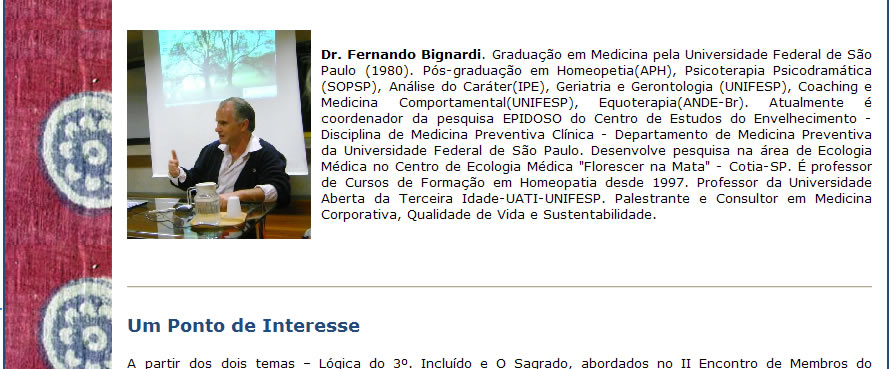 Dr. Fernando Bignardi. Graduação em Medicina pela Universidade Federal de São
Paulo (1980). Pós-graduação em Homeopetia(APH), Psicoterapia Psicodramática
(SOPSP), Análise do Caráter(IPE), Geriatria e Gerontologia (UNIFESP), Coaching e
Medicina Comportamental(UNIFESP), Equoterapia(ANDE-Br). Atualmente é
coordenador da pesquisa EPIDOSO do Centro de Estudos do Envelhecimento -
Disciplina de Medicina Preventiva Clínica - Departamento de Medicina Preventiva
da Universidade Federal de São Paulo. Desenvolve pesquisa na área de Ecologia
Médica no Centro de Ecologia Médica "Florescer na Mata" - Cotia-SP. É professor
de Cursos de Formação em Homeopatia desde 1997. Professor da Universidade
Aberta da Terceira Idade-UATI-UNIFESP. Palestrante e Consultor em Medicina
Corporativa, Qualidade de Vida e Sustentabilidade.
Um Ponto de Interesse
A partir dos dois temas – Lógica do 3º. Incluído e O Sagrado, abordados no II Encontro de Membros do